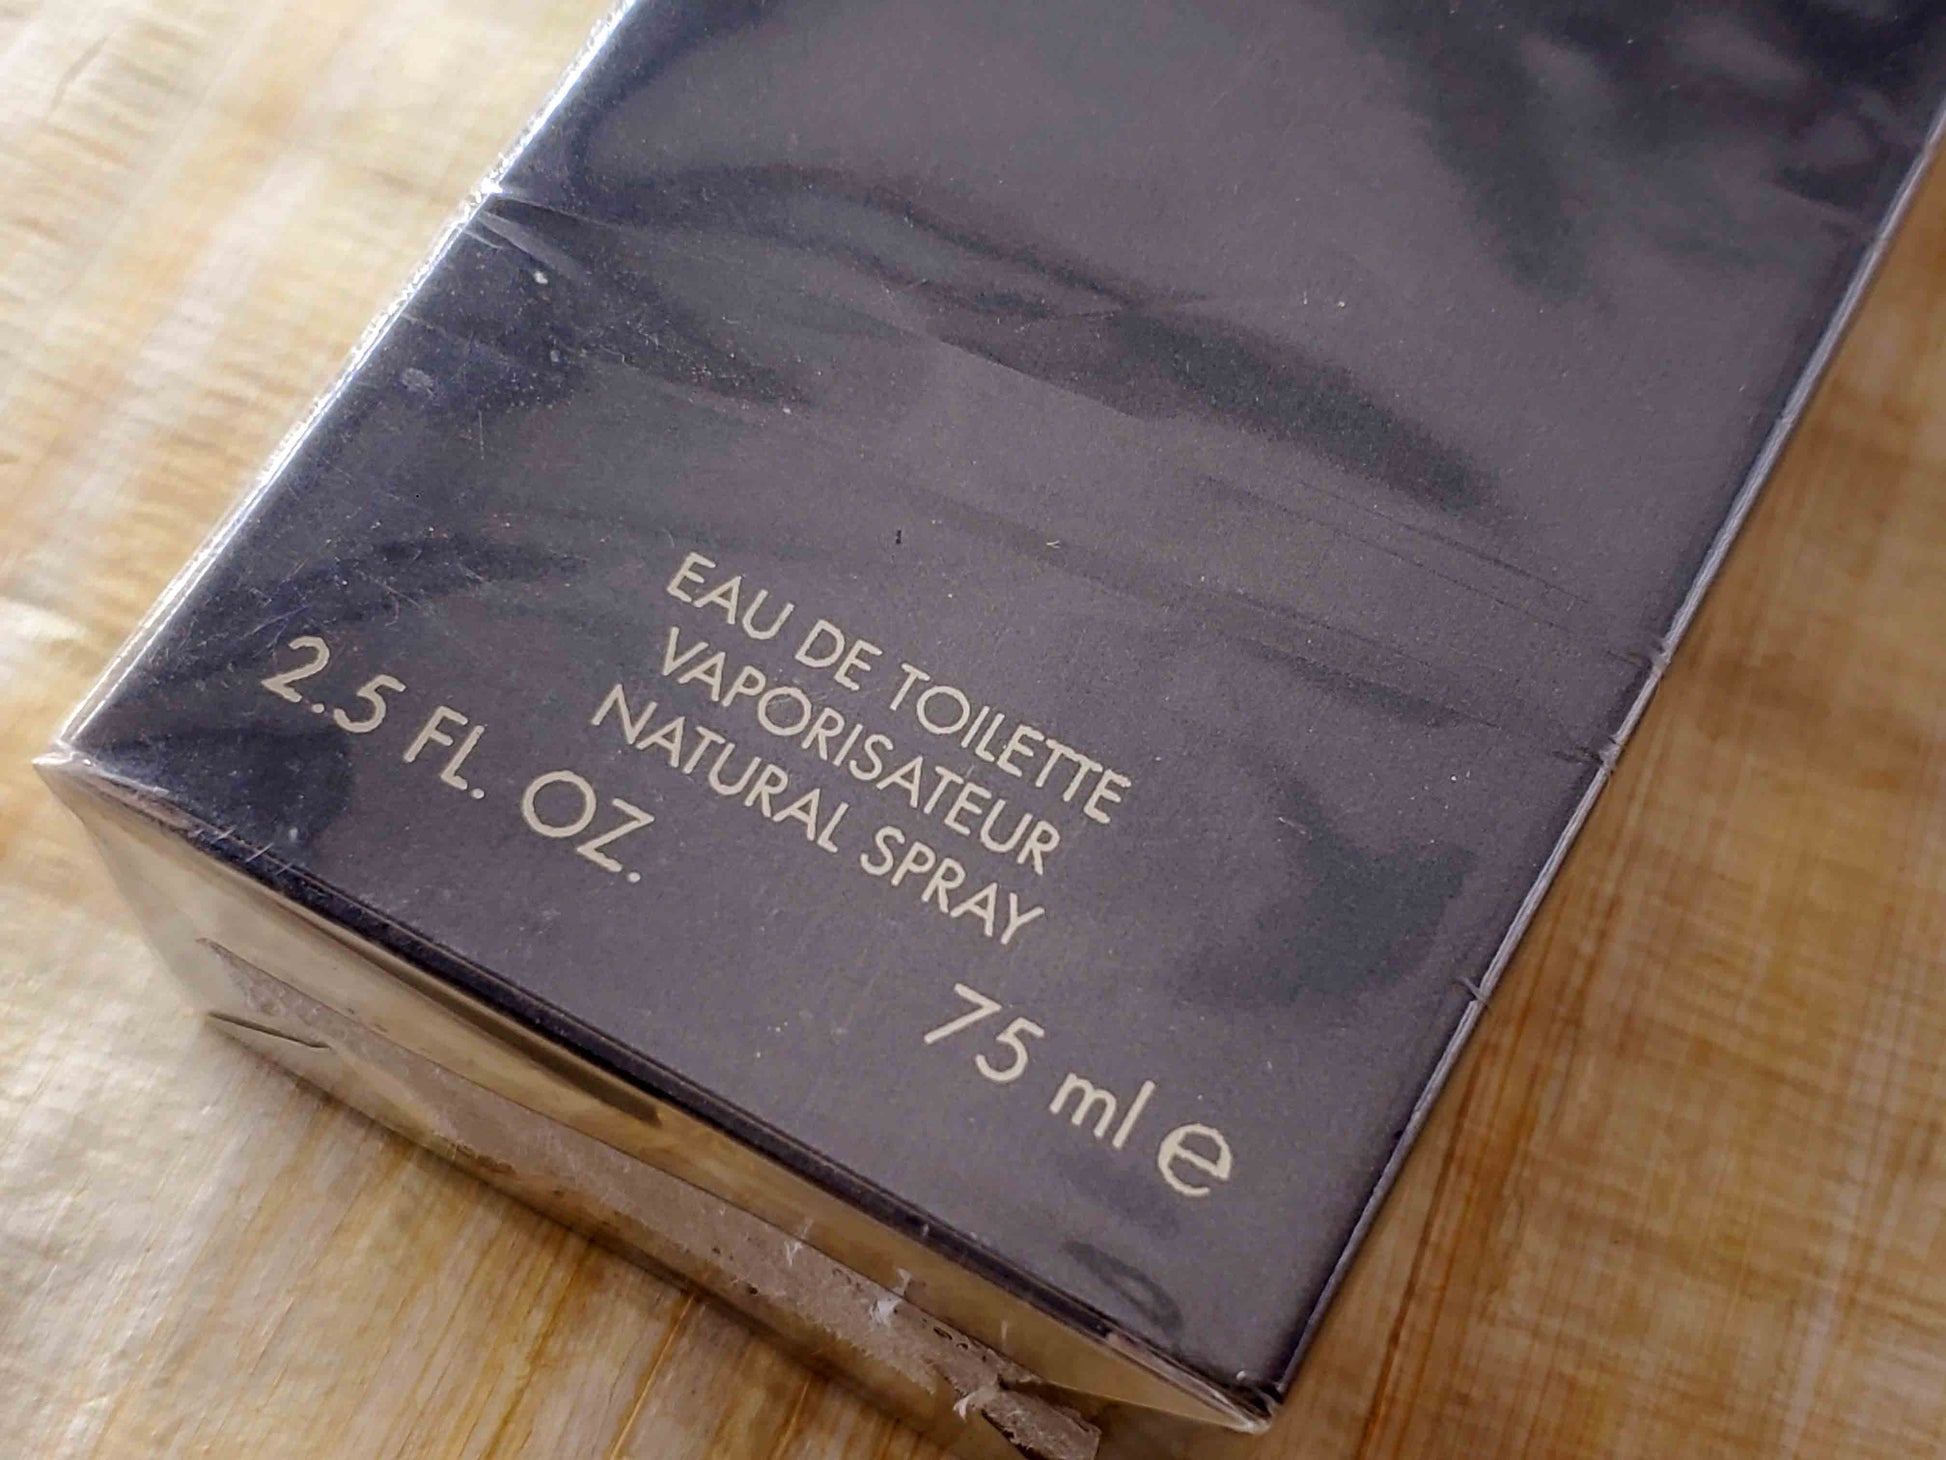 EAU DE TOILETTE
VAPORISATEUR
NATURAL SPRAY
2.5 FL. OZ.
75 ml e